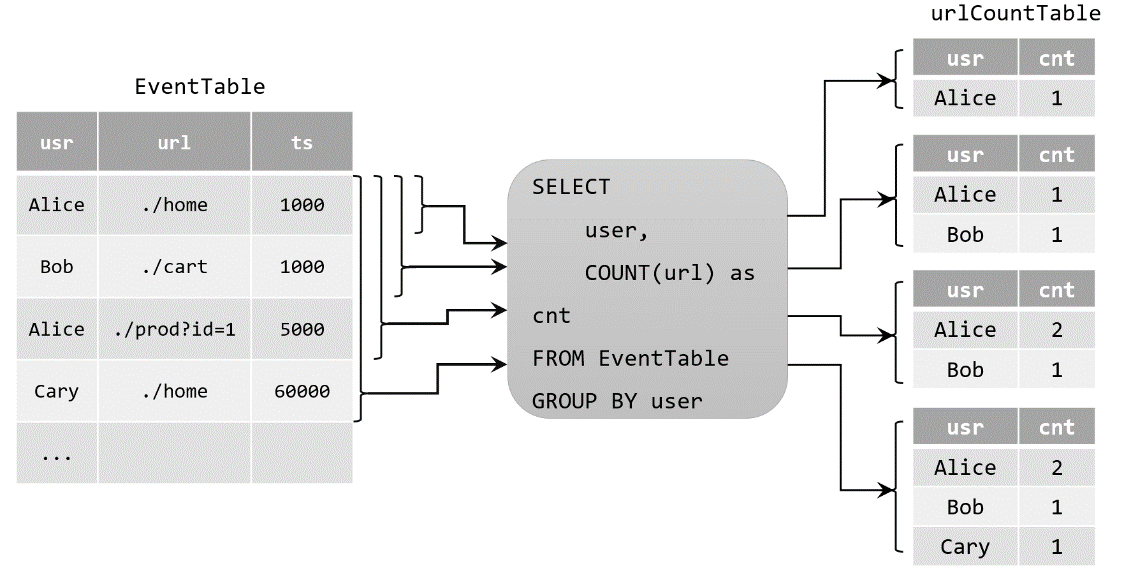 EventTable
usr url ts
Alice ./home 1000
Bob ./cart 1000
Alice ./prod?id=1 5000
Cary ./home 60000
...
SELECT
user,
COUNT(url) as
cnt
FROM EventTable
GROUP BY user
urlCountTable
usr cnt
Alice 1
usr cnt
Alice 1
Bob 1
usr cnt
Alice 2
Bob 1
usr cnt
Alice 2
Bob 1
Cary 1